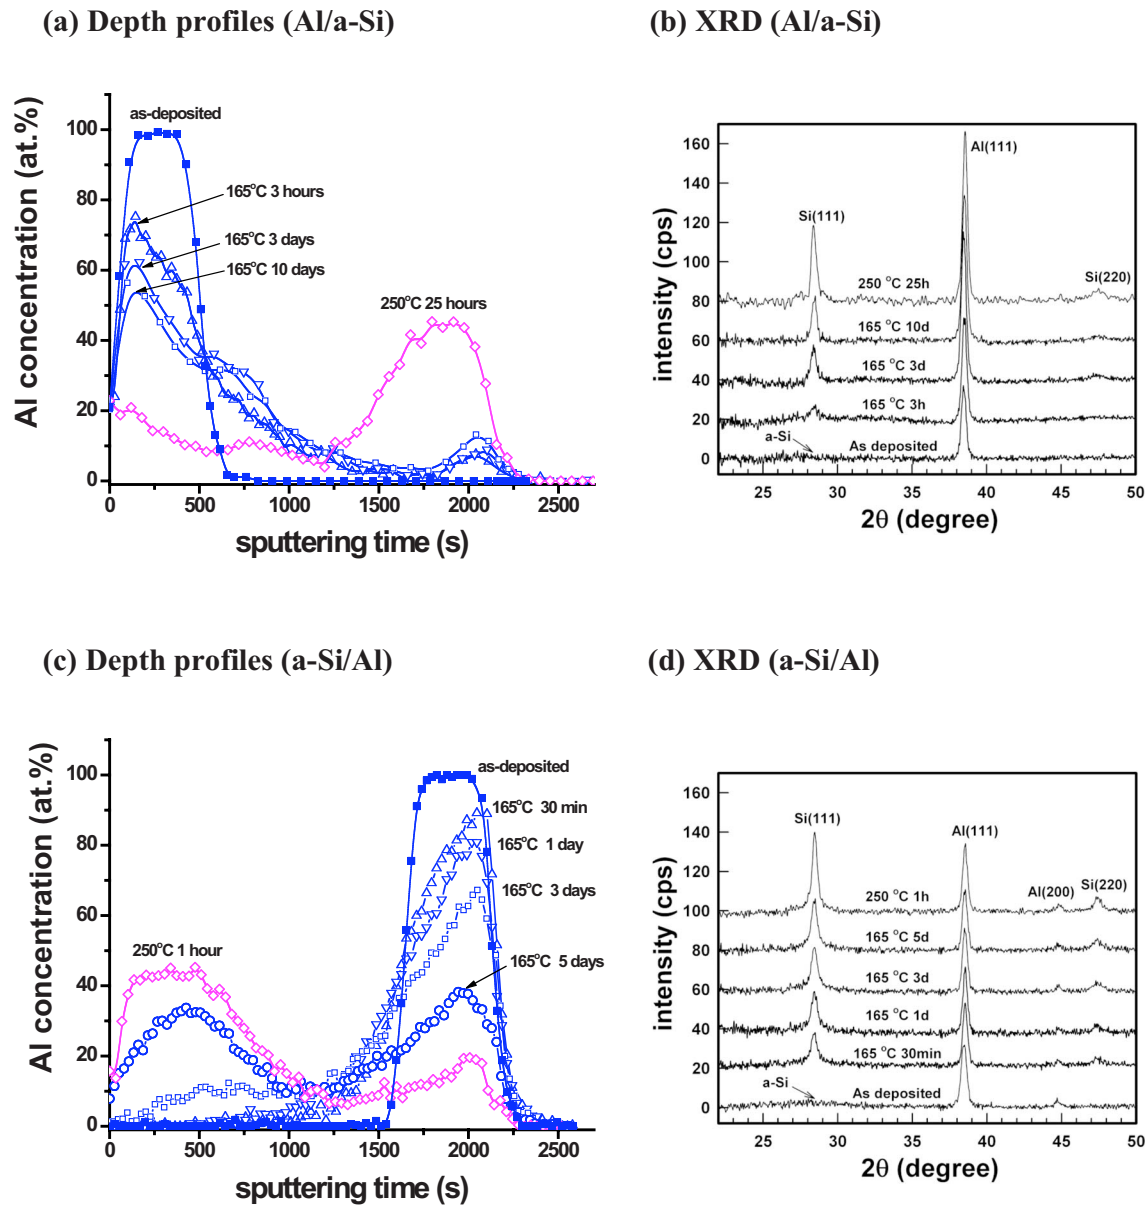 (a) Depth profiles (Al/a-Si)
Al concentration (at.%)
100
80
60
40
20
0
as-deposited
165°C 3 hours
165°C 3 days
165°C 10 days
250°C 25 hours
0 500 1000 1500 2000 2500
sputtering time (s)
(b) XRD (Al/a-Si)
intensity (cps)
160
140
120
100
80
60
40
20
0
Al(111)
Si(111)
Si(220)
250 °C 25h
165 °C 10d
165 °C 3d
165 °C 3h
a-Si
As deposited
25 30 35 40 45 50
2θ (degree)
(c) Depth profiles (a-Si/Al)
Al concentration (at.%)
100
80
60
40
20
0
as-deposited
165°C 30 min
165°C 1 day
165°C 3 days
165°C 5 days
250°C 1 hour
0 500 1000 1500 2000 2500
sputtering time (s)
(d) XRD (a-Si/Al)
intensity (cps)
160
140
120
100
80
60
40
20
0
Si(111)
Al(111)
Al(200)
Si(220)
250 °C 1h
165 °C 5d
165 °C 3d
165 °C 1d
165 °C 30min
a-Si
As deposited
25 30 35 40 45 50
2θ (degree)